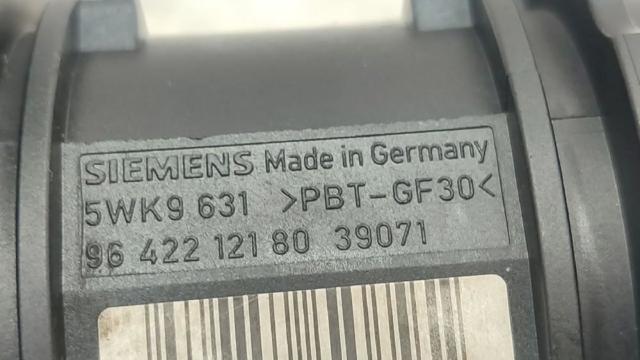 SIEMENS Made in Germany
5WK9 631 >PBT-GF30<
96 422 121 80 39071